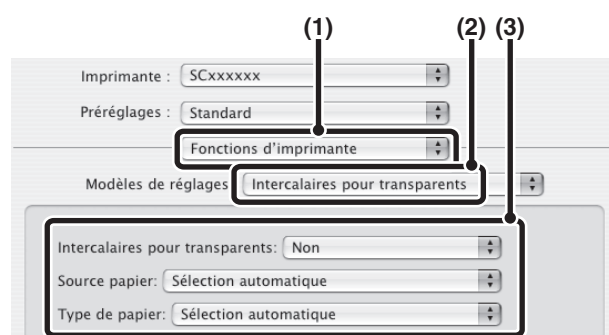 (1) (2) (3)
Imprimante : SCxxxxxx
Préréglages : Standard
Fonctions d'imprimante
Modèles de réglages Intercalaires pour transparents
Intercalaires pour transparents: Non
Source papier: Sélection automatique
Type de papier: Sélection automatique